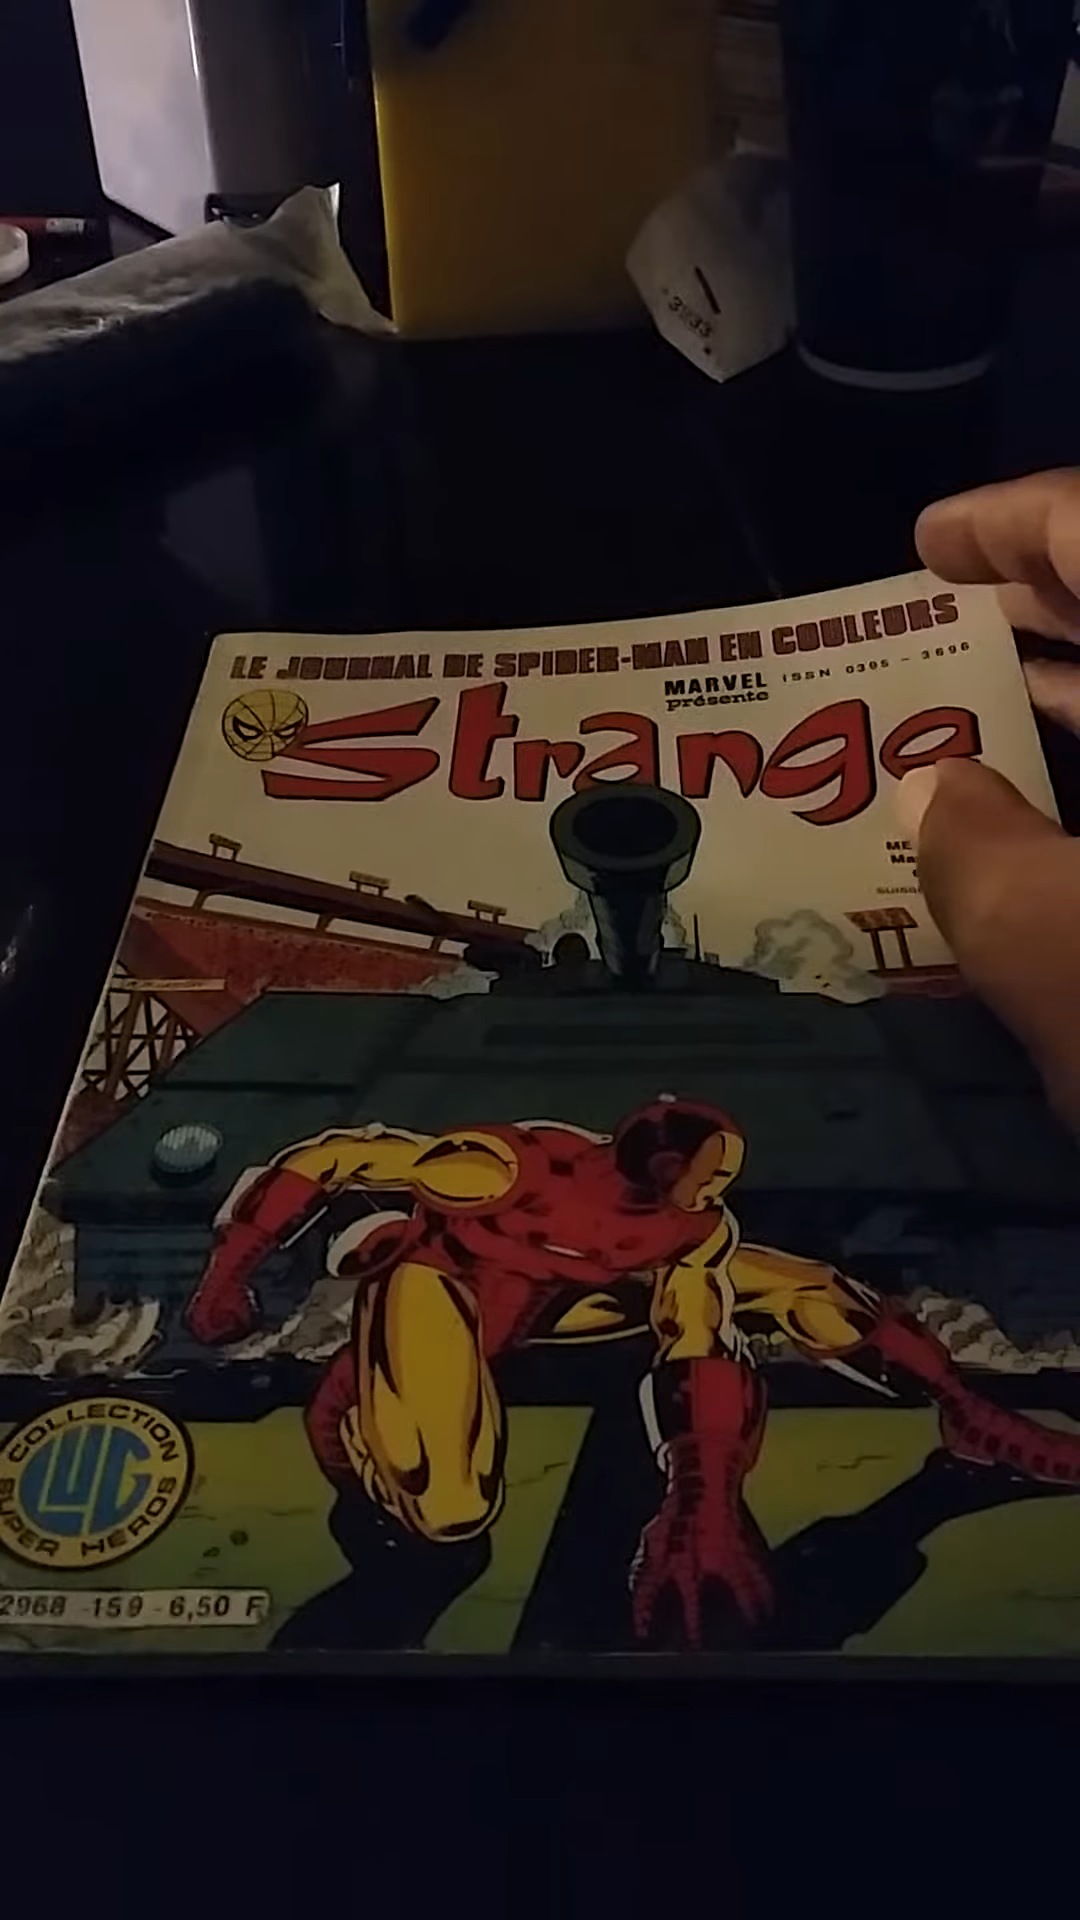 3933
LE JOURNAL DE SPIDER-MAN EN COULEURS
MARVEL
présente
ISSN 0395 - 3696
Strange
COLLECTION
LUG
SUPER HEROS
2968 - 159 - 6,50 F